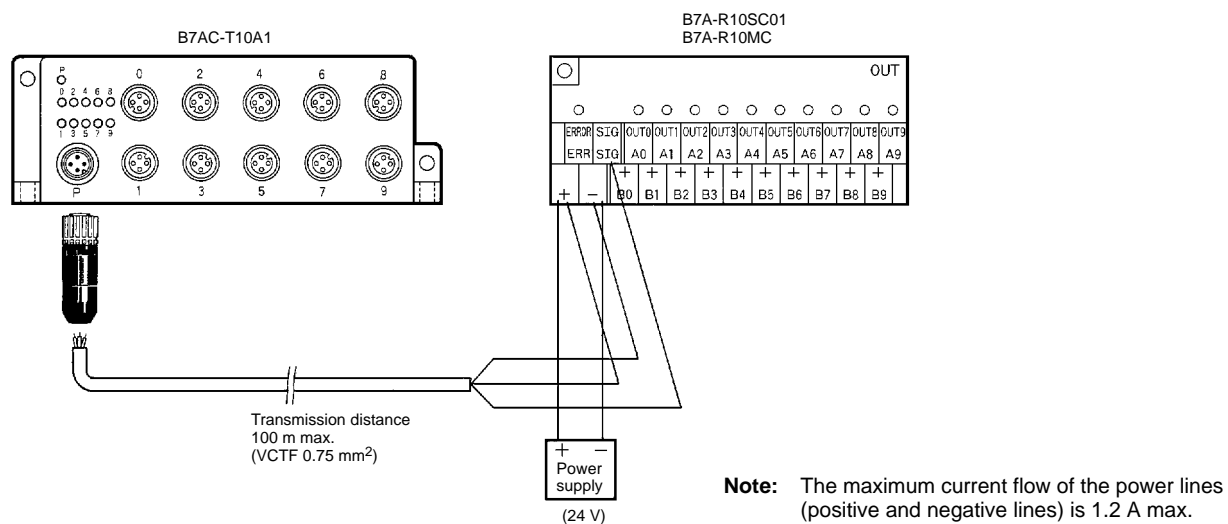 B7AC-T10A1
B7A-R10SC01
B7A-R10MC
P
0 2 4 6 8
1 3 5 7 9
0 2 4 6 8
P 1 3 5 7 9
OUT
ERROR SIG OUT0 OUT1 OUT2 OUT3 OUT4 OUT5 OUT6 OUT7 OUT8 OUT9
ERR SIG A0 A1 A2 A3 A4 A5 A6 A7 A8 A9
+ + + + + + + + +
+ − B0 B1 B2 B3 B4 B5 B6 B7 B8 B9
Transmission distance
100 m max.
(VCTF 0.75 mm²)
+ −
Power
supply
(24 V)
Note: The maximum current flow of the power lines
(positive and negative lines) is 1.2 A max.